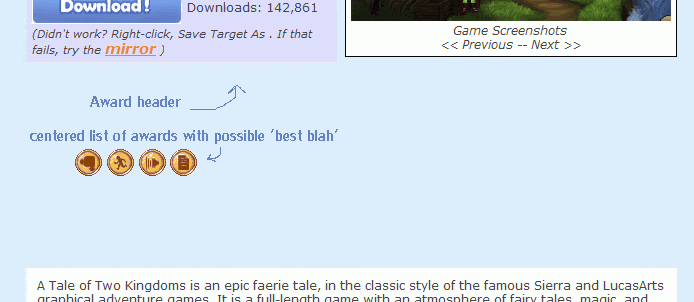 Download!
Downloads: 142,861
(Didn't work? Right-click, Save Target As . If that
fails, try the mirror )
Game Screenshots
<< Previous -- Next >>
Award header
centered list of awards with possible 'best blah'
A Tale of Two Kingdoms is an epic faerie tale, in the classic style of the famous Sierra and LucasArts
graphical adventure games. It is a full-length game with an atmosphere of fairy tales, magic, and